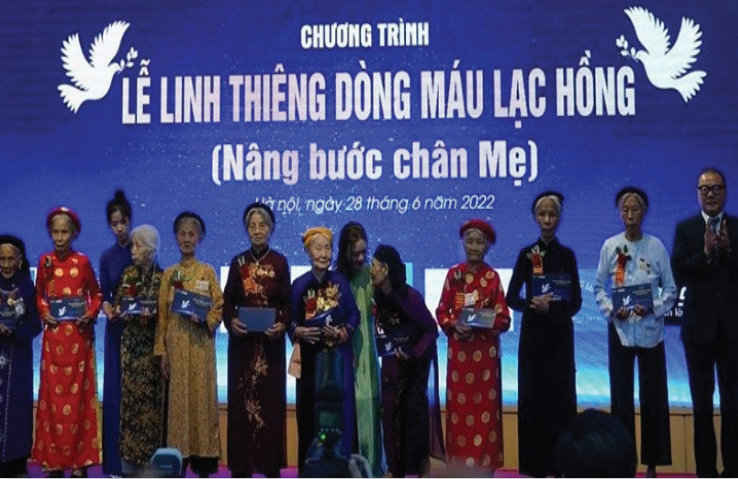 CHƯƠNG TRÌNH
LỄ LINH THIÊNG DÒNG MÁU LẠC HỒNG
(Nâng bước chân Mẹ)
Hà nội, ngày 28 tháng 6 năm 2022